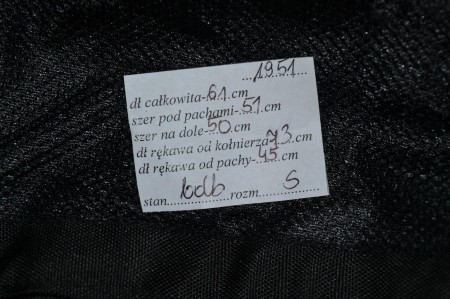 ...1951...
dł całkowita-.61.cm
szer pod pachami-.51.cm
szer na dole-.50.cm
dł rękawa od kołnierza-73.cm
dł rękawa od pachy-.45.cm
stan...bdb...rozm...S...